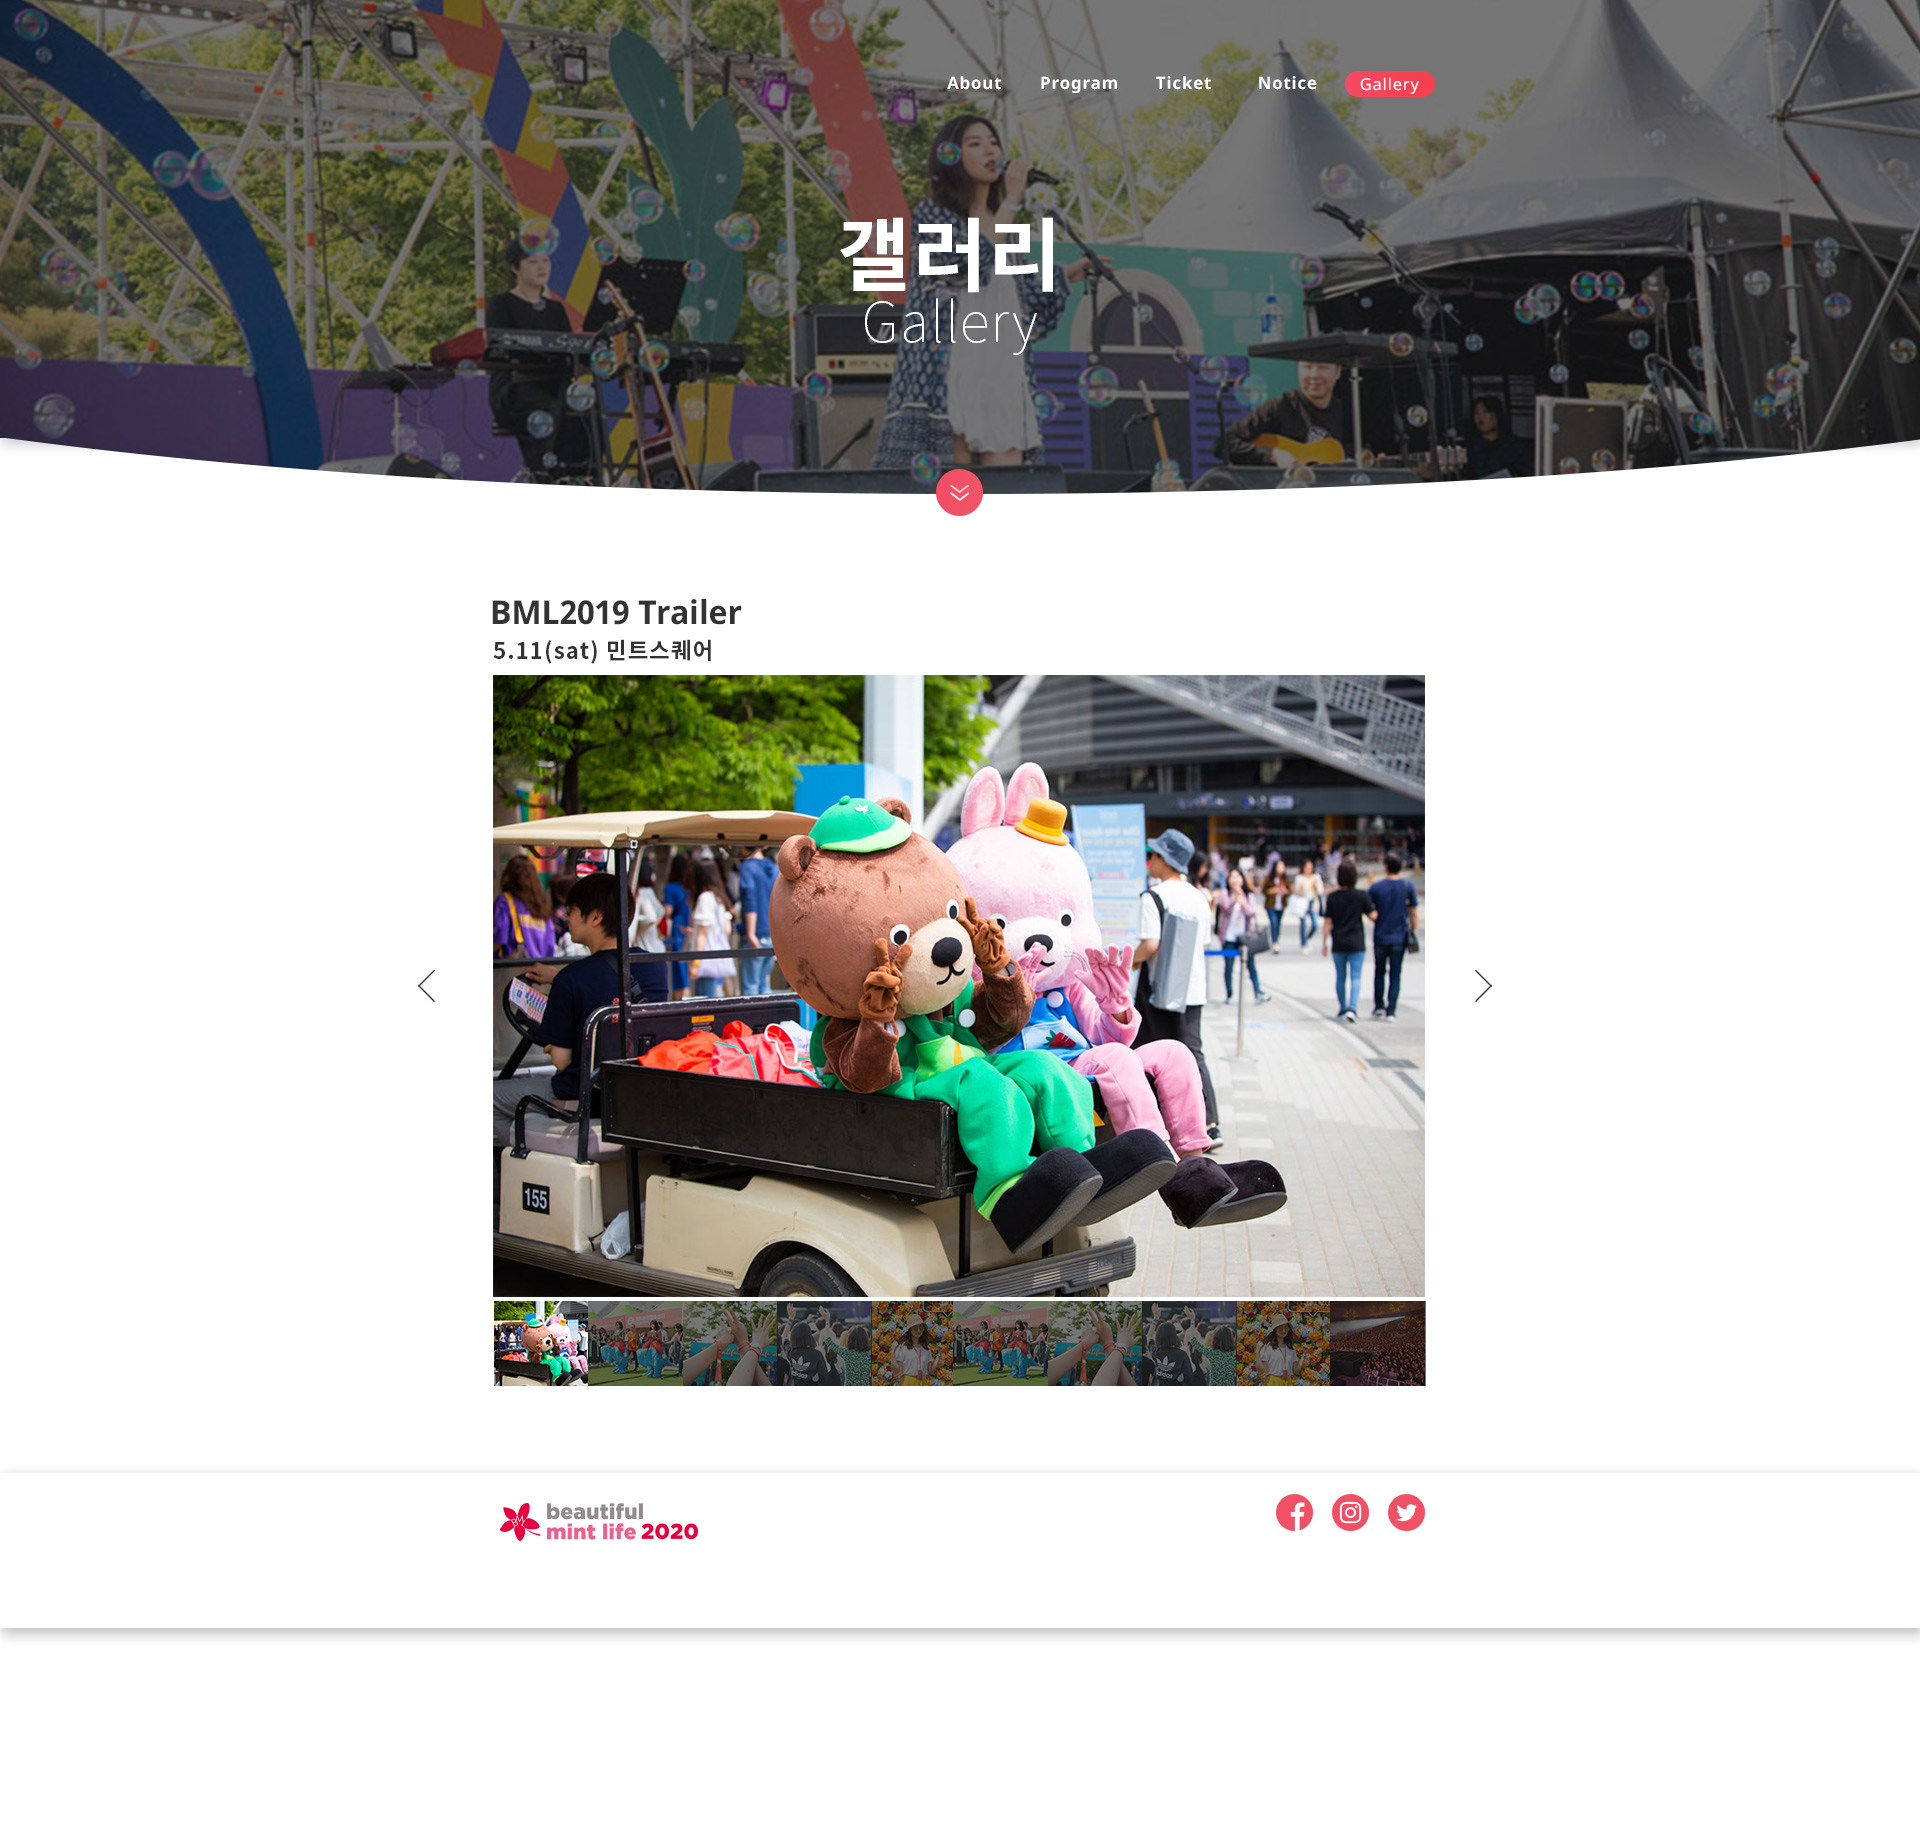 About Program Ticket Notice Gallery
갤러리
Gallery
BML2019 Trailer
5.11(sat) 민트스퀘어
155
beautiful
mint life 2020